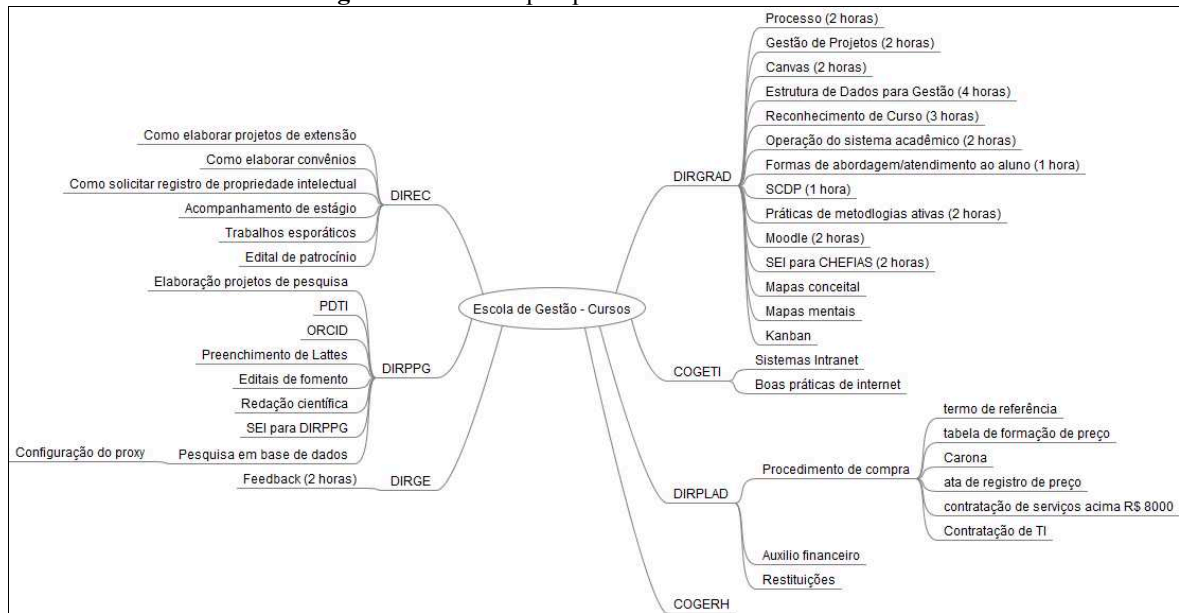 Escola de Gestão - Cursos
DIREC
Como elaborar projetos de extensão
Como elaborar convênios
Como solicitar registro de propriedade intelectual
Acompanhamento de estágio
Trabalhos esporáticos
Edital de patrocínio
DIRPPG
Elaboração projetos de pesquisa
PDTI
ORCID
Preenchimento de Lattes
Editais de fomento
Redação científica
SEI para DIRPPG
Pesquisa em base de dados
Configuração do proxy
DIRGE
Feedback (2 horas)
DIRGRAD
Processo (2 horas)
Gestão de Projetos (2 horas)
Canvas (2 horas)
Estrutura de Dados para Gestão (4 horas)
Reconhecimento de Curso (3 horas)
Operação do sistema acadêmico (2 horas)
Formas de abordagem/atendimento ao aluno (1 hora)
SCDP (1 hora)
Práticas de metodlogias ativas (2 horas)
Moodle (2 horas)
SEI para CHEFIAS (2 horas)
Mapas conceital
Mapas mentais
Kanban
COGETI
Sistemas Intranet
Boas práticas de internet
DIRPLAD
Procedimento de compra
termo de referência
tabela de formação de preço
Carona
ata de registro de preço
contratação de serviços acima R$ 8000
Contratação de TI
Auxilio financeiro
Restituições
COGERH